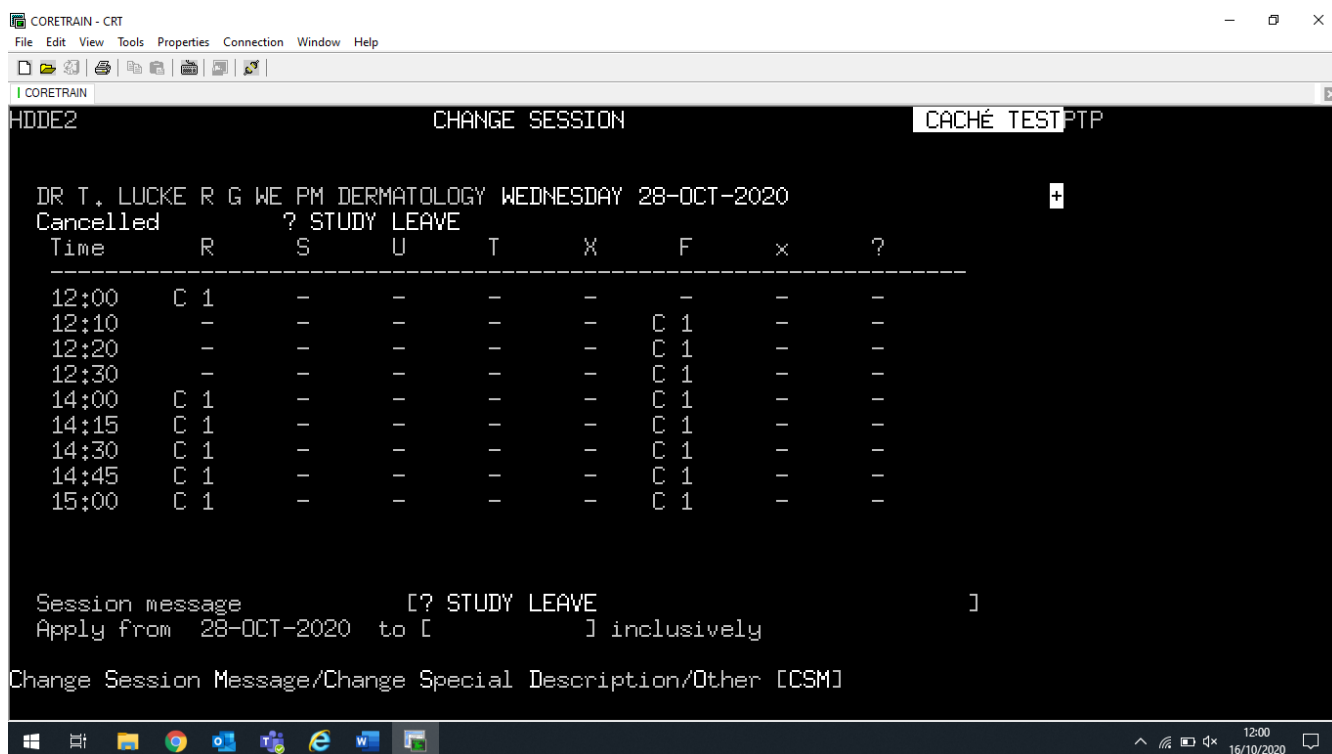 CORETRAIN - CRT
File Edit View Tools Properties Connection Window Help
CORETRAIN
HDDE2 CHANGE SESSION CACHÉ TEST PTP
DR T. LUCKE R G WE PM DERMATOLOGY WEDNESDAY 28-OCT-2020 +
Cancelled ? STUDY LEAVE
Time R S U T X F x ?
--------------------------------------------------------------------
12:00 C 1 - - - - - - -
12:10 - - - - - C 1 - -
12:20 - - - - - C 1 - -
12:30 - - - - - C 1 - -
14:00 C 1 - - - - C 1 - -
14:15 C 1 - - - - C 1 - -
14:30 C 1 - - - - C 1 - -
14:45 C 1 - - - - C 1 - -
15:00 C 1 - - - - C 1 - -
Session message [? STUDY LEAVE ]
Apply from 28-OCT-2020 to [ ] inclusively
Change Session Message/Change Special Description/Other [CSM]
12:00
16/10/2020